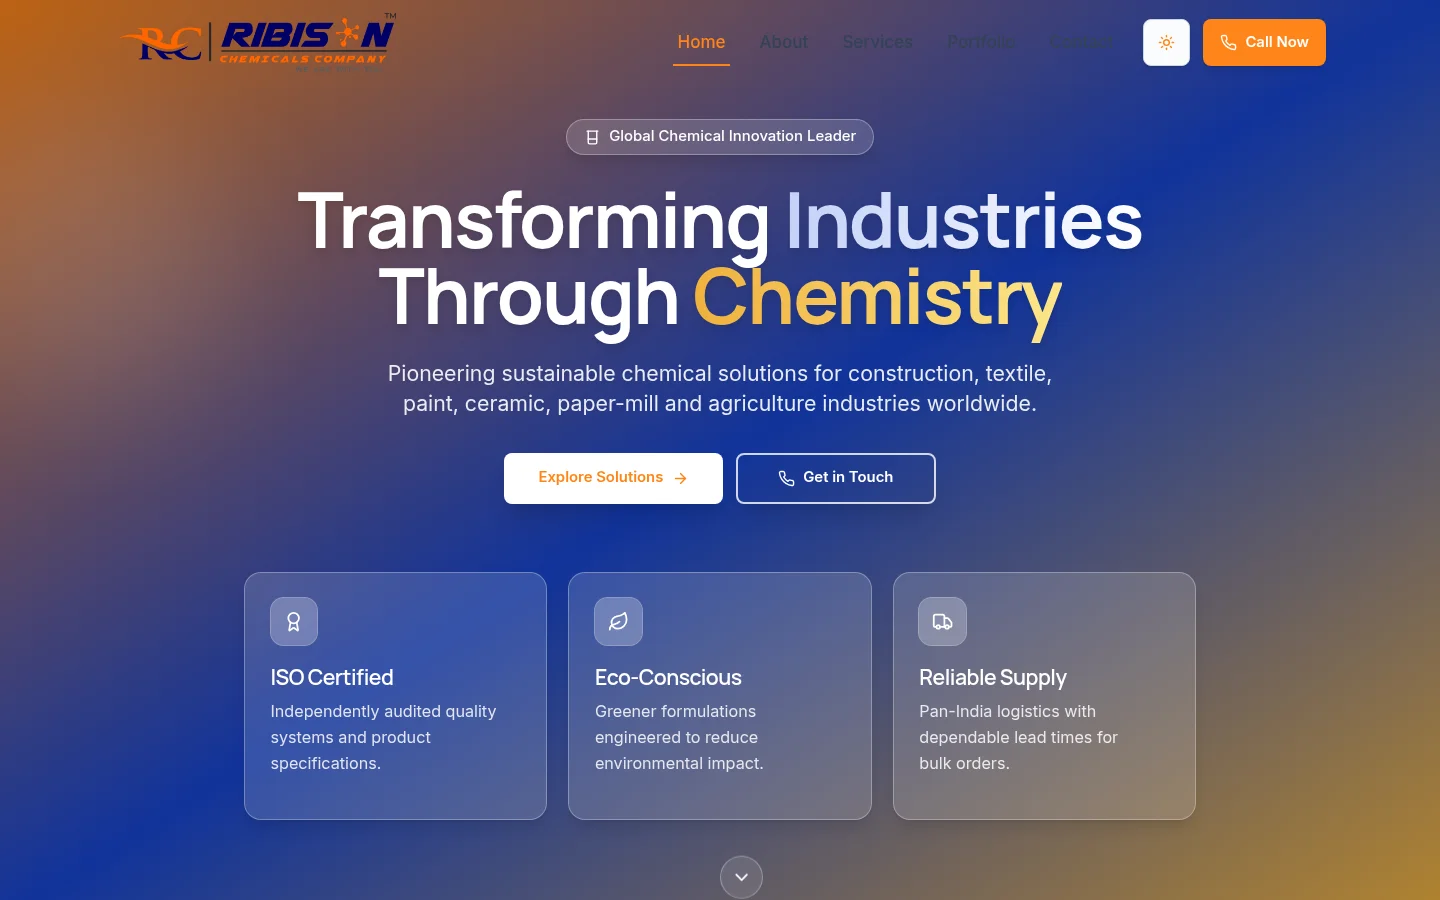 RC | RIBISON TM
CHEMICALS COMPANY
Home About Services Portfolio Contact Call Now
Global Chemical Innovation Leader
Transforming Industries
Through Chemistry
Pioneering sustainable chemical solutions for construction, textile,
paint, ceramic, paper-mill and agriculture industries worldwide.
Explore Solutions
Get in Touch
ISO Certified
Independently audited quality
systems and product
specifications.
Eco-Conscious
Greener formulations
engineered to reduce
environmental impact.
Reliable Supply
Pan-India logistics with
dependable lead times for
bulk orders.